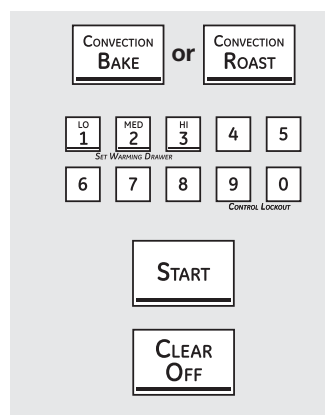 CONVECTION BAKE or CONVECTION ROAST
LO 1 MED 2 HI 3 4 5
SET WARMING DRAWER
6 7 8 9 0
CONTROL LOCKOUT
START
CLEAR
OFF